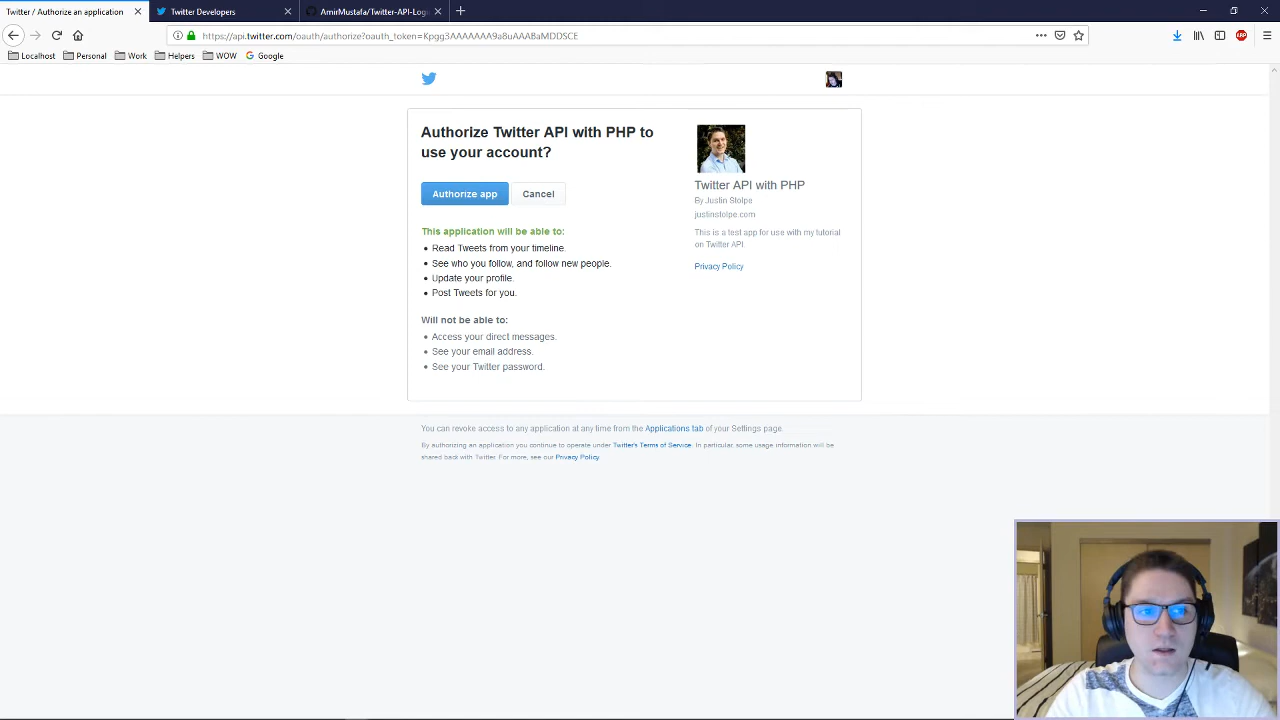 Twitter / Authorize an application
Twitter Developers
AmirMustafa/Twitter-API-Log
https://api.twitter.com/oauth/authorize?oauth_token=Kpgg3AAAAAAA9a8uAAABaMDDSCE
Localhost Personal Work Helpers WOW Google
Authorize Twitter API with PHP to
use your account?
Authorize app Cancel
This application will be able to:
• Read Tweets from your timeline.
• See who you follow, and follow new people.
• Update your profile.
• Post Tweets for you.
Will not be able to:
• Access your direct messages.
• See your email address.
• See your Twitter password.
Twitter API with PHP
By Justin Stolpe
justinstolpe.com
This is a test app for use with my tutorial
on Twitter API.
Privacy Policy
You can revoke access to any application at any time from the Applications tab of your Settings page.
By authorizing an application you continue to operate under Twitter's Terms of Service. In particular, some usage information will be
shared back with Twitter. For more, see our Privacy Policy.